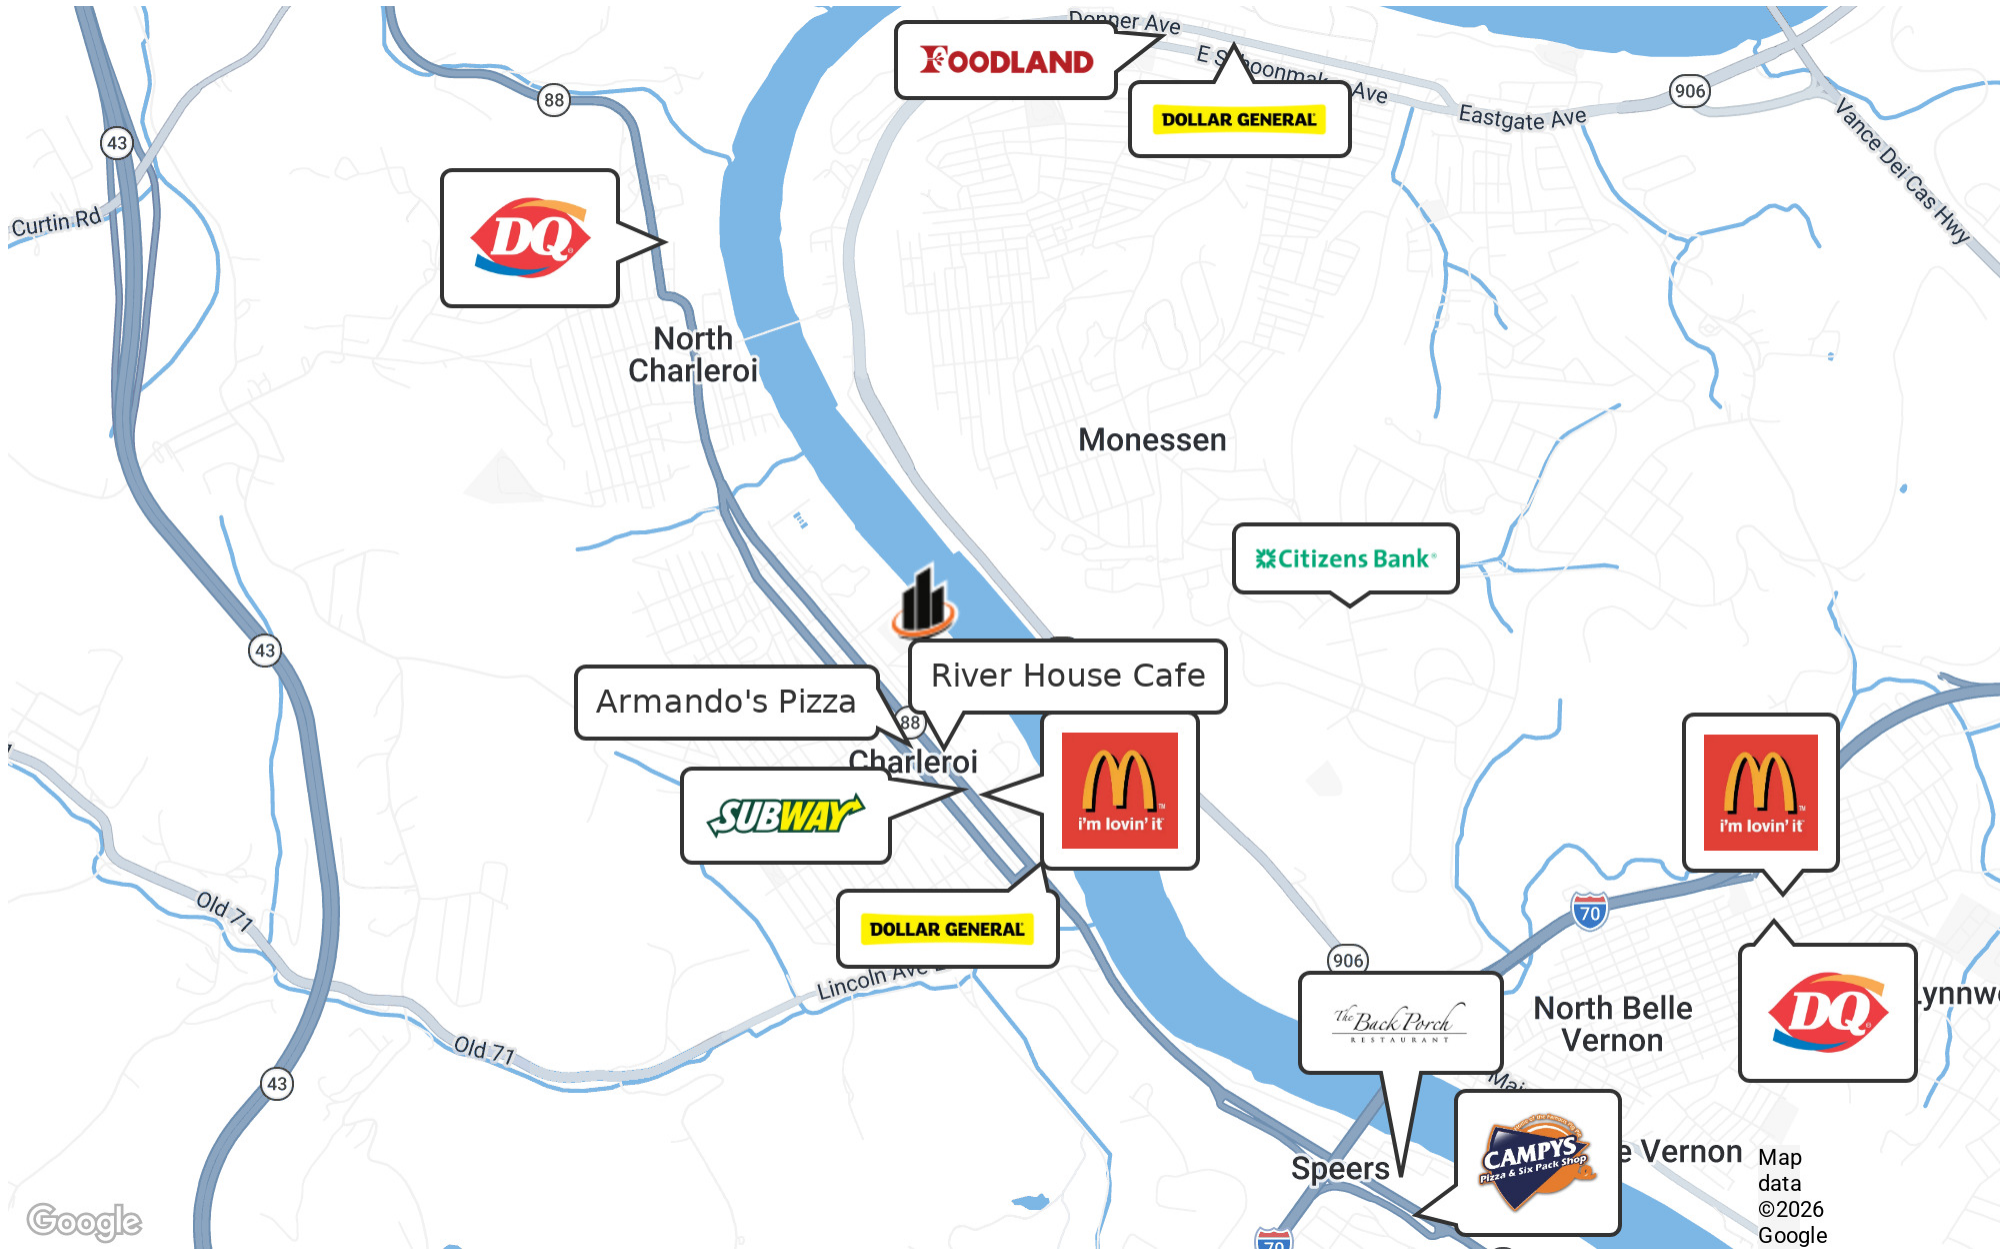 Donner Ave
FOODLAND
E Schoonmaker Ave
88
906
DOLLAR GENERAL
Eastgate Ave
43
Vance Dei Cas Hwy
Curtin Rd
DQ
North
Charleroi
Monessen
Citizens Bank
43
River House Cafe
Armando's Pizza
88
Charleroi
SUBWAY
i'm lovin' it
i'm lovin' it
Old 71
70
DOLLAR GENERAL
906
Lincoln Ave
North Belle
Vernon
DQ
The Back Porch
RESTAURANT
Old 71
43
CAMPYS
Pizza & Six Pack Shop
e Vernon
Speers
Map
data
©2026
Google
Google
70